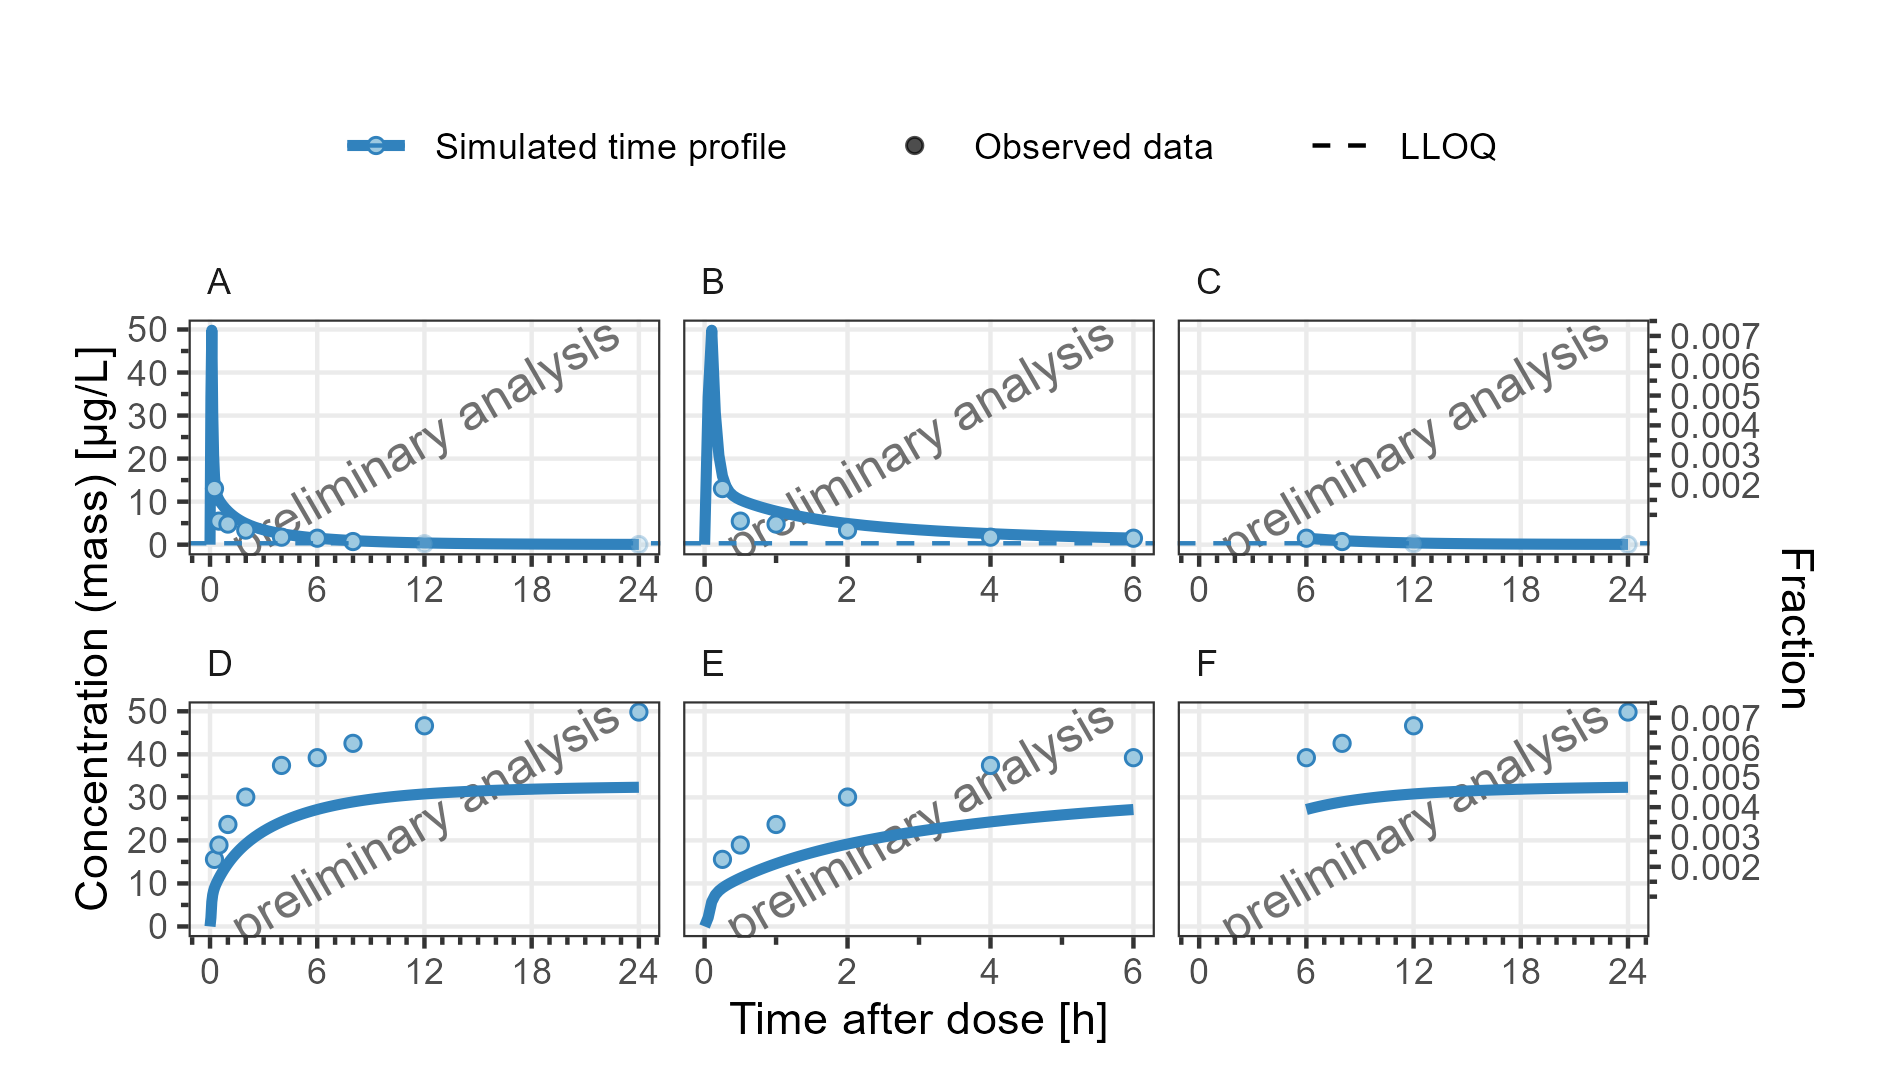 Simulated time profile Observed data LLOQ
A B C
50 40 30 20 10 0
preliminary analysis preliminary analysis preliminary analysis
0.007 0.006 0.005 0.004 0.003 0.002
0 6 12 18 24 0 2 4 6 0 6 12 18 24
Concentration (mass) [µg/L]
Fraction
D E F
50 40 30 20 10 0
preliminary analysis preliminary analysis preliminary analysis
0.007 0.006 0.005 0.004 0.003 0.002
0 6 12 18 24 0 2 4 6 0 6 12 18 24
Time after dose [h]